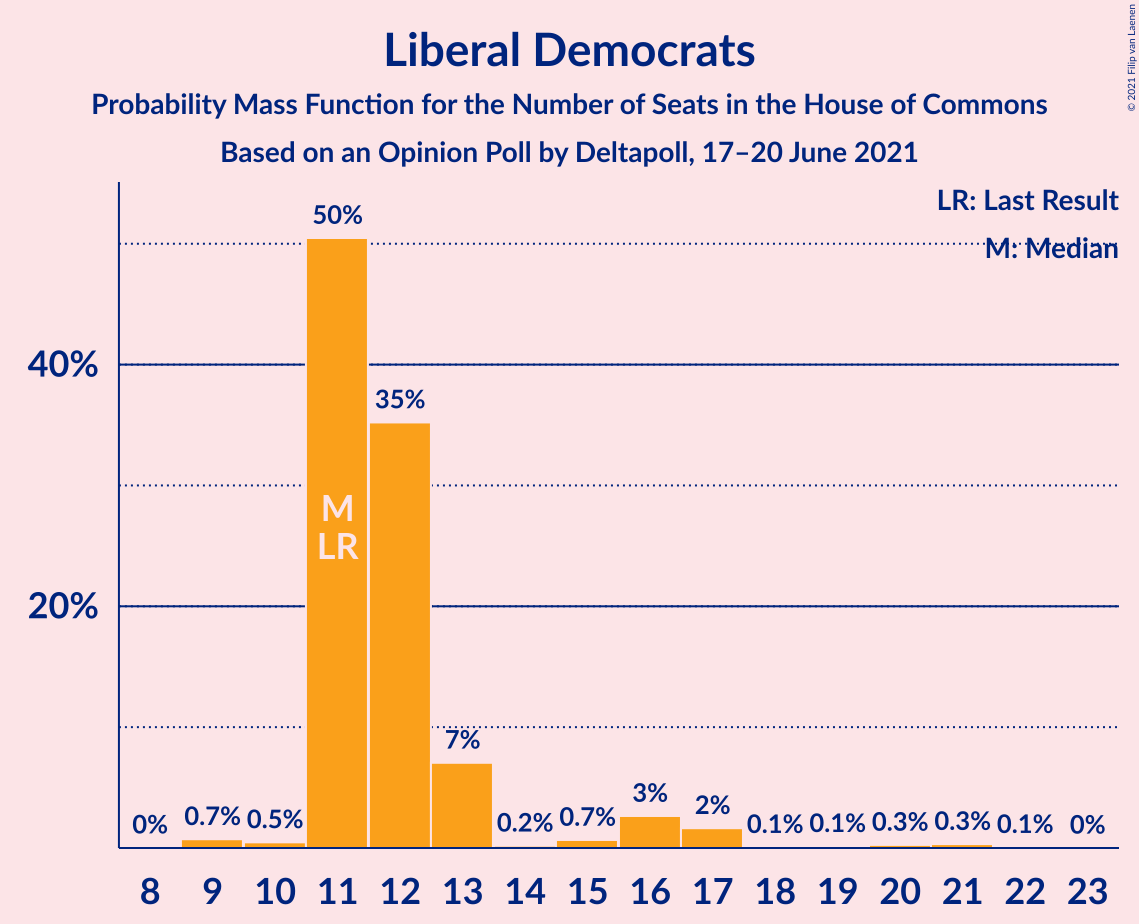 Liberal Democrats
Probability Mass Function for the Number of Seats in the House of Commons
Based on an Opinion Poll by Deltapoll, 17–20 June 2021
© 2021 Filip van Laenen
LR: Last Result
M: Median
40%
20%
0%
0.7%
0.5%
50%
35%
7%
0.2%
0.7%
3%
2%
0.1%
0.1%
0.3%
0.3%
0.1%
0%
M
LR
8 9 10 11 12 13 14 15 16 17 18 19 20 21 22 23